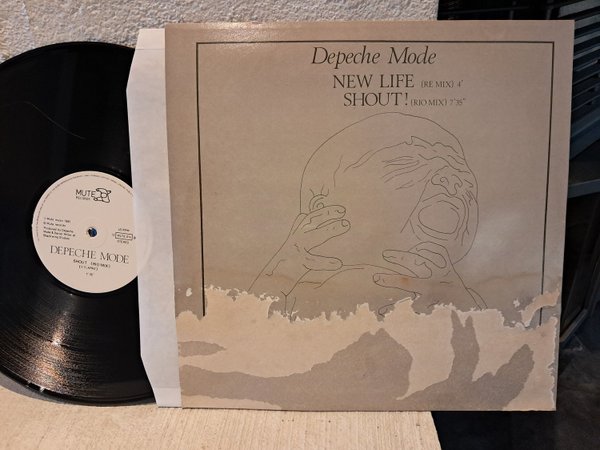 Depeche Mode
NEW LIFE (RE MIX) 4'
SHOUT! (RIO MIX) 7'35"
MUTE
RECORDS
STEREO
DEPECHE MODE
SHOUT (RIO MIX)